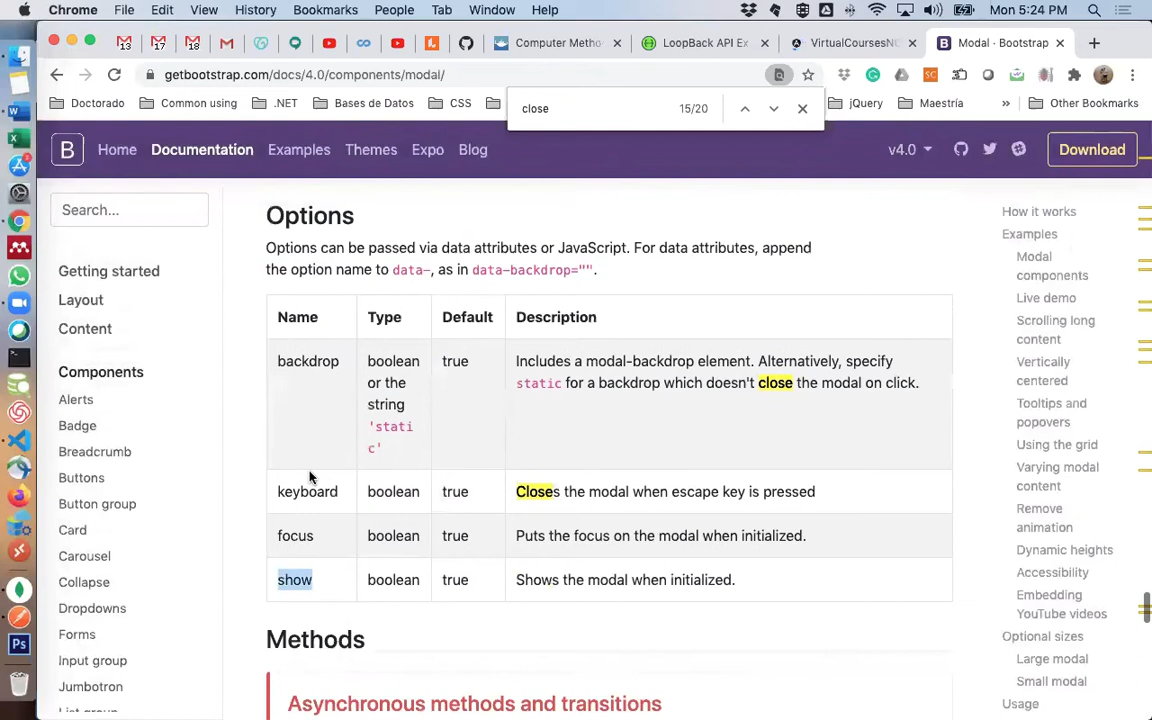 Chrome File Edit View History Bookmarks People Tab Window Help Mon 5:24 PM
13 17 18 Computer Metho LoopBack API Ex VirtualCoursesN Modal · Bootstrap
getbootstrap.com/docs/4.0/components/modal/
Doctorado Common using .NET Bases de Datos CSS jQuery Maestría » Other Bookmarks
close 15/20
B Home Documentation Examples Themes Expo Blog v4.0 Download
Search...
Getting started
Layout
Content
Components
Alerts
Badge
Breadcrumb
Buttons
Button group
Card
Carousel
Collapse
Dropdowns
Forms
Input group
Jumbotron
List group
Options
Options can be passed via data attributes or JavaScript. For data attributes, append
the option name to data-, as in data-backdrop="".
Name Type Default Description
backdrop boolean true Includes a modal-backdrop element. Alternatively, specify
or the static for a backdrop which doesn't close the modal on click.
string
'stati
c'
keyboard boolean true Closes the modal when escape key is pressed
focus boolean true Puts the focus on the modal when initialized.
show boolean true Shows the modal when initialized.
Methods
Asynchronous methods and transitions
How it works
Examples
Modal
components
Live demo
Scrolling long
content
Vertically
centered
Tooltips and
popovers
Using the grid
Varying modal
content
Remove
animation
Dynamic heights
Accessibility
Embedding
YouTube videos
Optional sizes
Large modal
Small modal
Usage
Ps